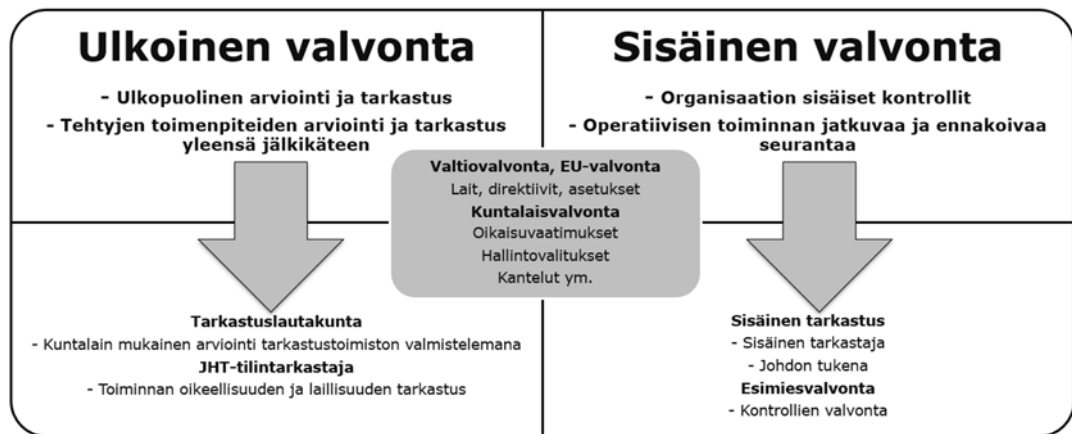 Ulkoinen valvonta
- Ulkopuolinen arviointi ja tarkastus
- Tehtyjen toimenpiteiden arviointi ja tarkastus
yleensä jälkikäteen
Sisäinen valvonta
- Organisaation sisäiset kontrollit
- Operatiivisen toiminnan jatkuvaa ja ennakoivaa
seurantaa
Valtiovalvonta, EU-valvonta
Lait, direktiivit, asetukset
Kuntalaisvalvonta
Oikaisuvaatimukset
Hallintovalitukset
Kantelut ym.
Tarkastuslautakunta
- Kuntalain mukainen arviointi tarkastustoimiston valmistelemana
JHT-tilintarkastaja
- Toiminnan oikeellisuuden ja laillisuuden tarkastus
Sisäinen tarkastus
- Sisäinen tarkastaja
- Johdon tukena
Esimiesvalvonta
- Kontrollien valvonta